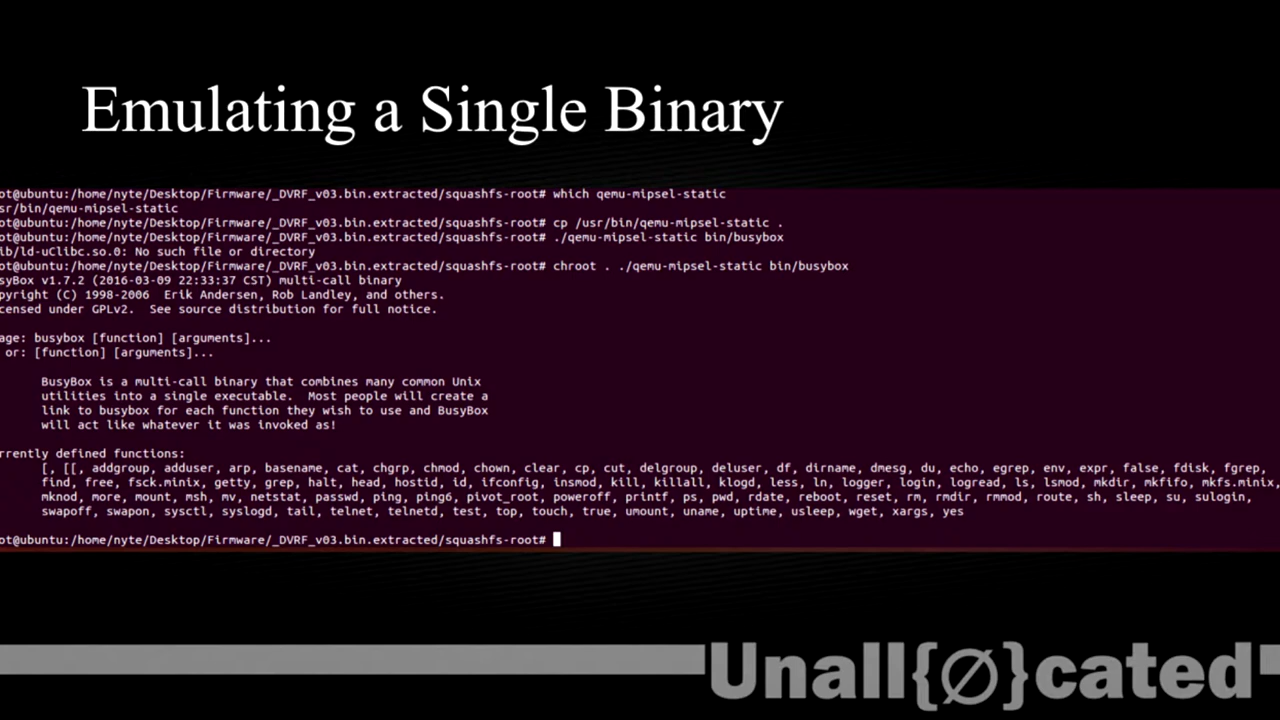 Emulating a Single Binary
ot@ubuntu:/home/nyte/Desktop/Firmware/_DVRF_v03.bin.extracted/squashfs-root# which qemu-mipsel-static
sr/bin/qemu-mipsel-static
ot@ubuntu:/home/nyte/Desktop/Firmware/_DVRF_v03.bin.extracted/squashfs-root# cp /usr/bin/qemu-mipsel-static .
ot@ubuntu:/home/nyte/Desktop/Firmware/_DVRF_v03.bin.extracted/squashfs-root# ./qemu-mipsel-static bin/busybox
ib/ld-uClibc.so.0: No such file or directory
ot@ubuntu:/home/nyte/Desktop/Firmware/_DVRF_v03.bin.extracted/squashfs-root# chroot . ./qemu-mipsel-static bin/busybox
syBox v1.7.2 (2016-03-09 22:33:37 CST) multi-call binary
pyright (C) 1998-2006  Erik Andersen, Rob Landley, and others.
censed under GPLv2.  See source distribution for full notice.
age: busybox [function] [arguments]...
or: [function] [arguments]...
BusyBox is a multi-call binary that combines many common Unix
utilities into a single executable.  Most people will create a
link to busybox for each function they wish to use and BusyBox
will act like whatever it was invoked as!
rrently defined functions:
[, [[, addgroup, adduser, arp, basename, cat, chgrp, chmod, chown, clear, cp, cut, delgroup, deluser, df, dirname, dmesg, du, echo, egrep, env, expr, false, fdisk, fgrep,
find, free, fsck.minix, getty, grep, halt, head, hostid, id, ifconfig, insmod, kill, killall, klogd, less, ln, logger, login, logread, ls, lsmod, mkdir, mkfifo, mkfs.minix,
mknod, more, mount, msh, mv, netstat, passwd, ping, ping6, pivot_root, poweroff, printf, ps, pwd, rdate, reboot, reset, rm, rmdir, rmmod, route, sh, sleep, su, sulogin,
swapoff, swapon, sysctl, syslogd, tail, telnet, telnetd, test, top, touch, true, umount, uname, uptime, usleep, wget, xargs, yes
ot@ubuntu:/home/nyte/Desktop/Firmware/_DVRF_v03.bin.extracted/squashfs-root#
Unall{Ø}cated